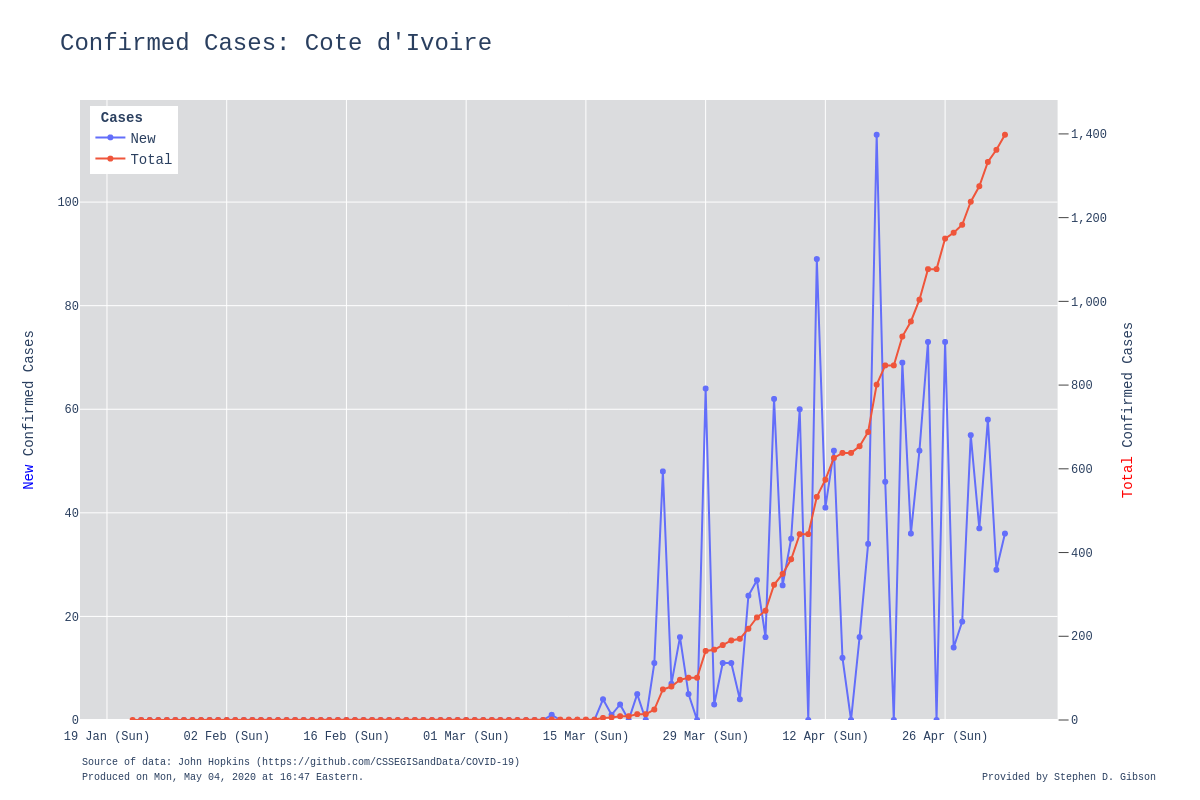 Confirmed Cases: Cote d'Ivoire
Cases
New
Total
100
80
60
40
20
0
1,400
1,200
1,000
800
600
400
200
0
New Confirmed Cases
Total Confirmed Cases
19 Jan (Sun) 02 Feb (Sun) 16 Feb (Sun) 01 Mar (Sun) 15 Mar (Sun) 29 Mar (Sun) 12 Apr (Sun) 26 Apr (Sun)
Source of data: John Hopkins (https://github.com/CSSEGISandData/COVID-19)
Produced on Mon, May 04, 2020 at 16:47 Eastern.
Provided by Stephen D. Gibson